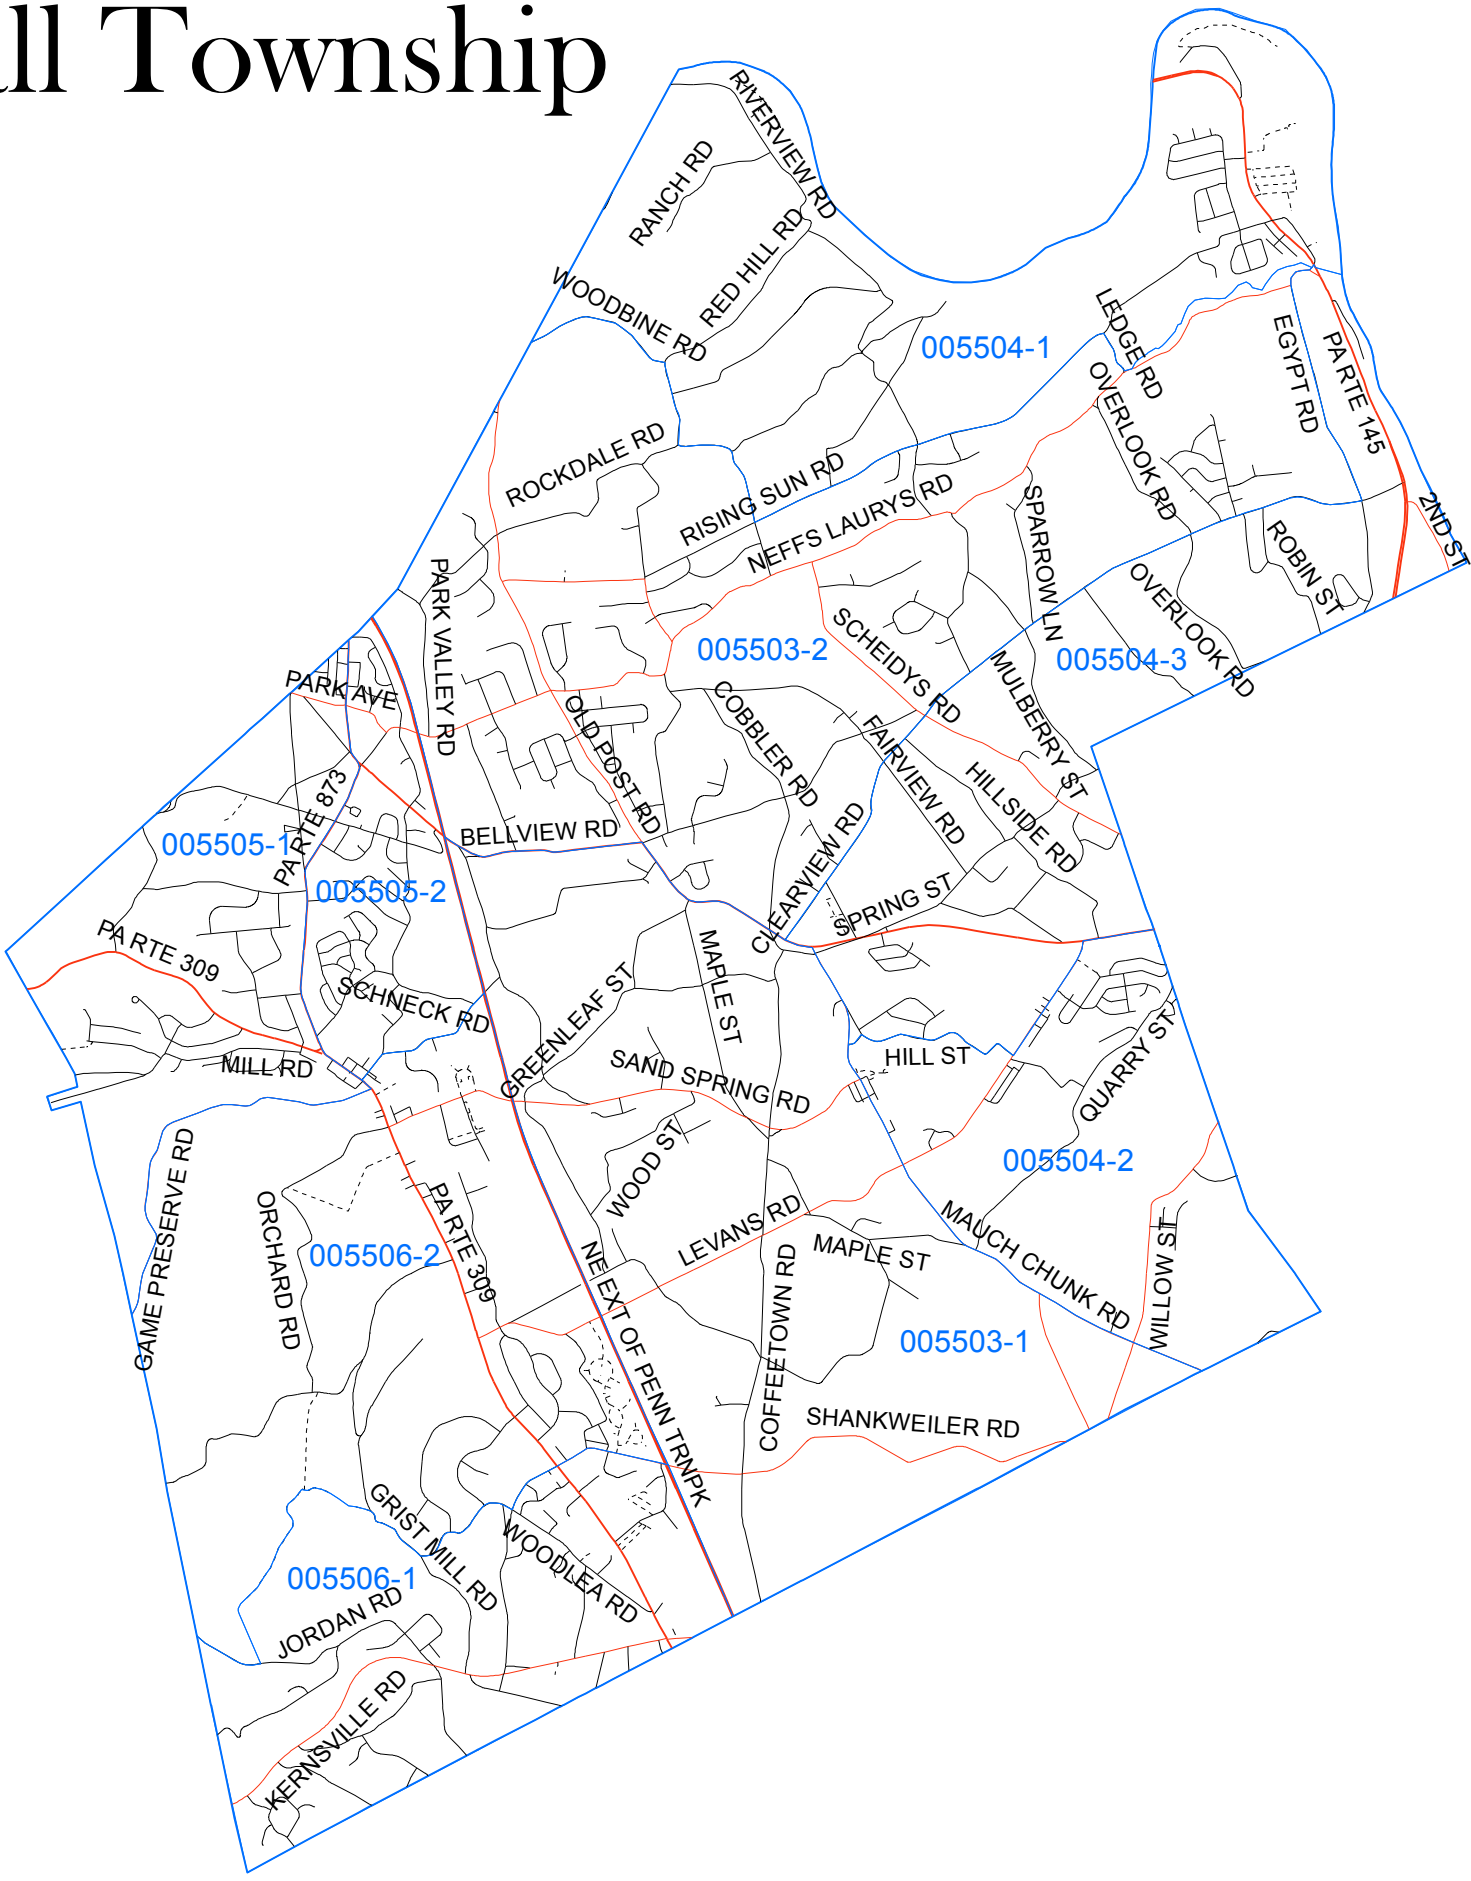 ll Township
RIVERVIEW RD
RANCH RD
RED HILL RD
WOODBINE RD
LEDGE RD
005504-1
EGYPT RD
PA RTE 145
OVERLOOK RD
ROCKDALE RD
RISING SUN RD
NEFFS LAURYS RD
SPARROW LN
2ND ST
ROBIN ST
PARK VALLEY RD
OVERLOOK RD
005503-2
SCHEIDYS RD
005504-3
MULBERRY ST
PARK AVE
OLD POST RD
COBBLER RD
FAIRVIEW RD
HILLSIDE RD
PA RTE 873
BELLVIEW RD
CLEARVIEW RD
005505-1
005505-2
SPRING ST
PA RTE 309
MAPLE ST
SCHNECK RD
GREENLEAF ST
MILL RD
SAND SPRING RD
HILL ST
QUARRY ST
GAME PRESERVE RD
WOOD ST
005504-2
ORCHARD RD
PA RTE 309
005506-2
LEVANS RD
MAPLE ST
MAUCH CHUNK RD
WILLOW ST
NE EXT OF PENN TRNPK
COFFEETOWN RD
005503-1
SHANKWEILER RD
GRIST MILL RD
WOODLEA RD
005506-1
JORDAN RD
KERNSVILLE RD